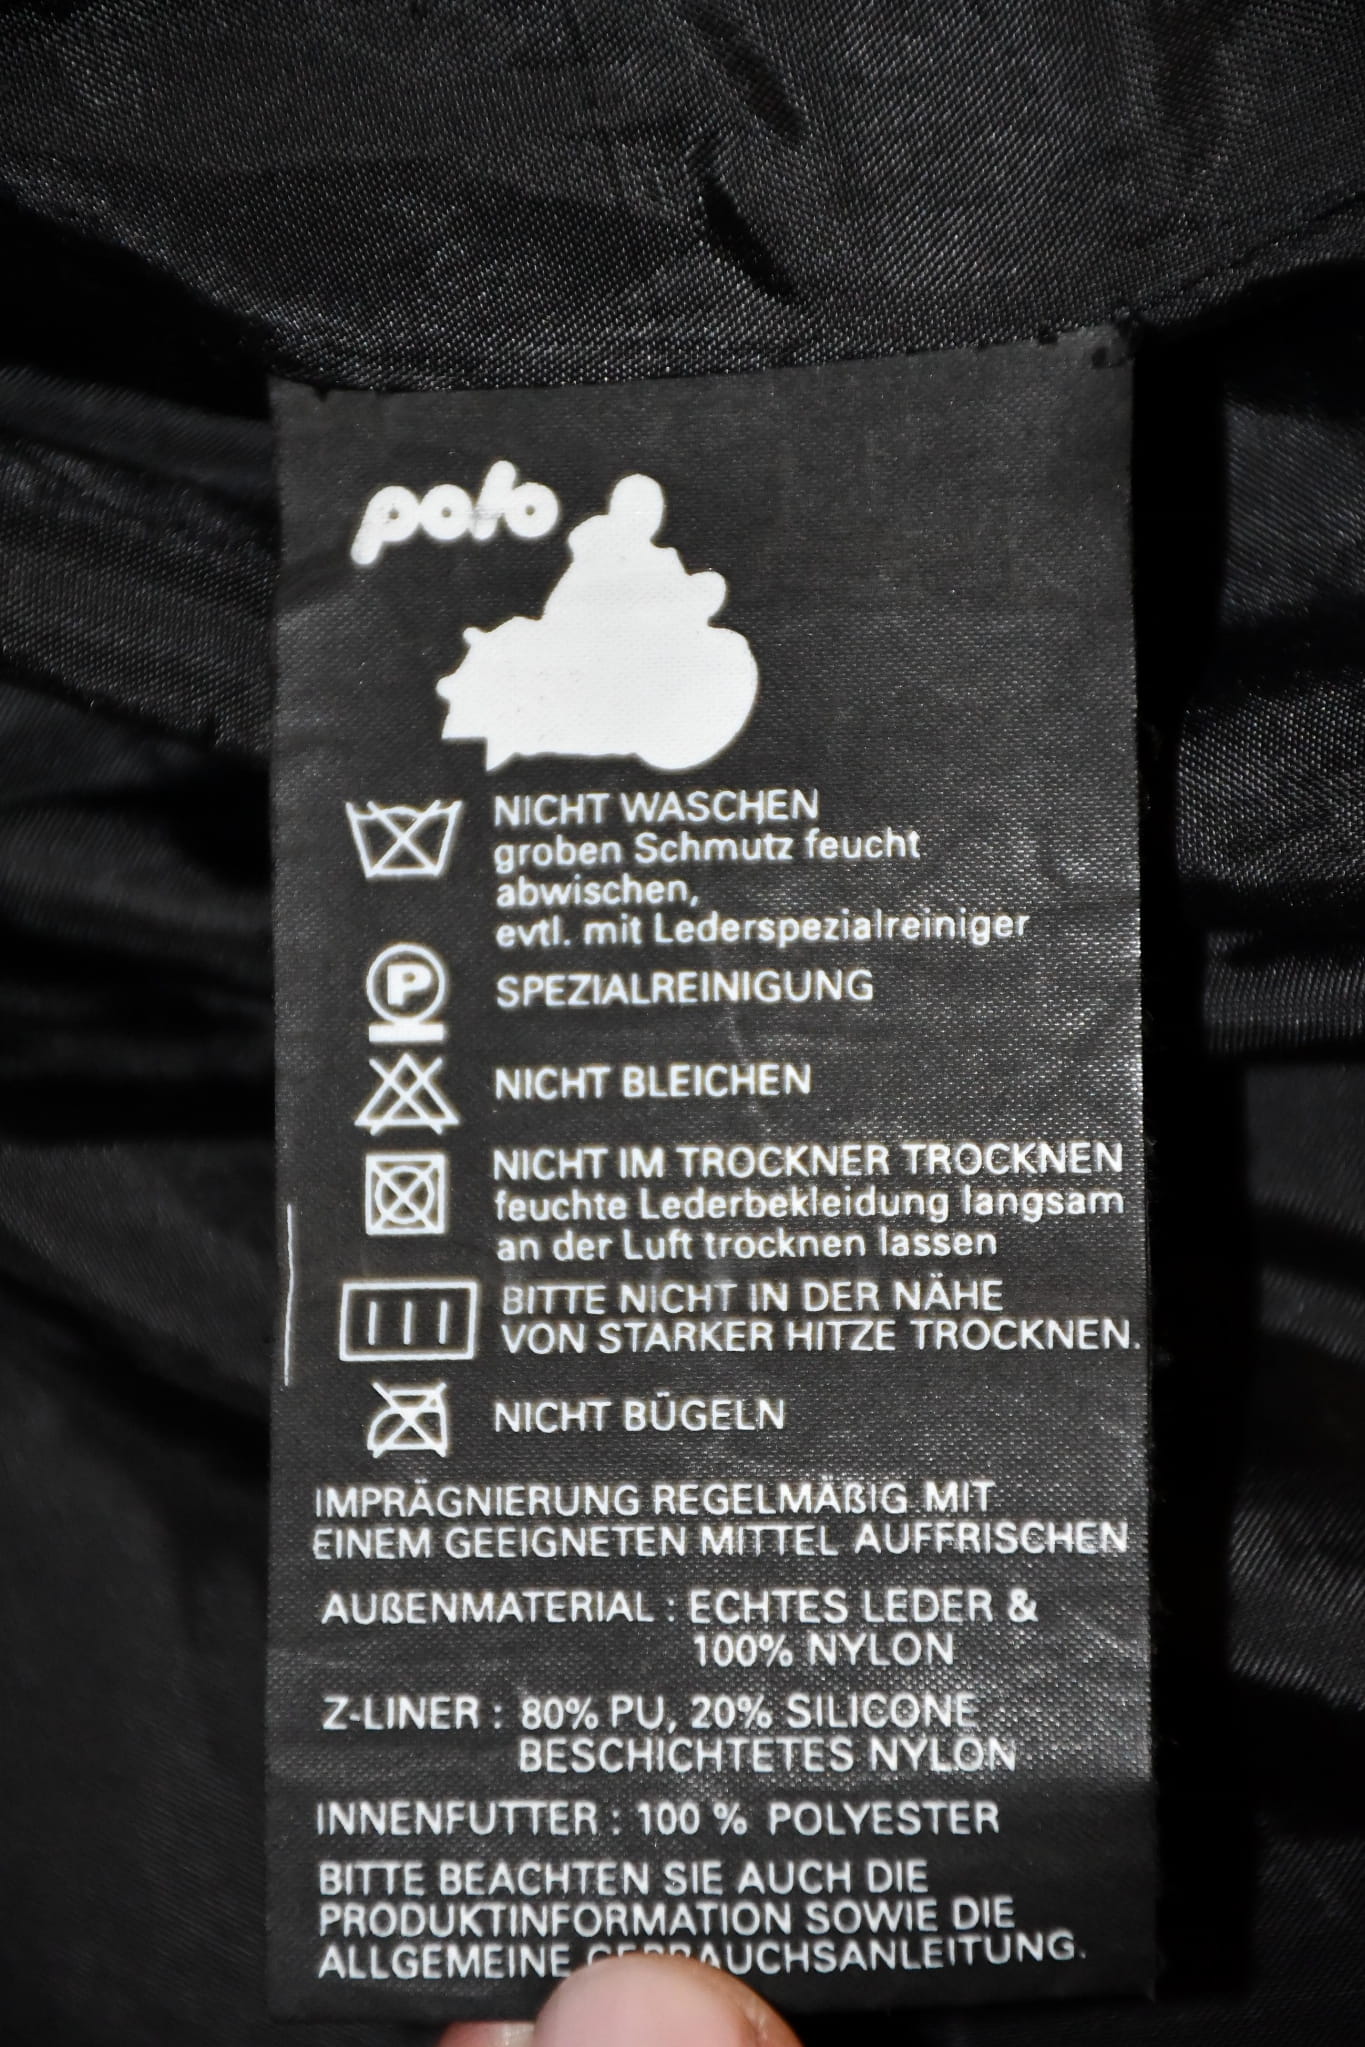 polo
NICHT WASCHEN
groben Schmutz feucht
abwischen,
evtl. mit Lederspezialreiniger
P
SPEZIALREINIGUNG
NICHT BLEICHEN
NICHT IM TROCKNER TROCKNEN
feuchte Lederbekleidung langsam
an der Luft trocknen lassen
BITTE NICHT IN DER NÄHE
VON STARKER HITZE TROCKNEN.
NICHT BÜGELN
IMPRÄGNIERUNG REGELMÄßIG MIT
EINEM GEEIGNETEN MITTEL AUFFRISCHEN
AUßENMATERIAL : ECHTES LEDER &
100% NYLON
Z-LINER : 80% PU, 20% SILICONE
BESCHICHTETES NYLON
INNENFUTTER : 100 % POLYESTER
BITTE BEACHTEN SIE AUCH DIE
PRODUKTINFORMATION SOWIE DIE
ALLGEMEINE GEBRAUCHSANLEITUNG.